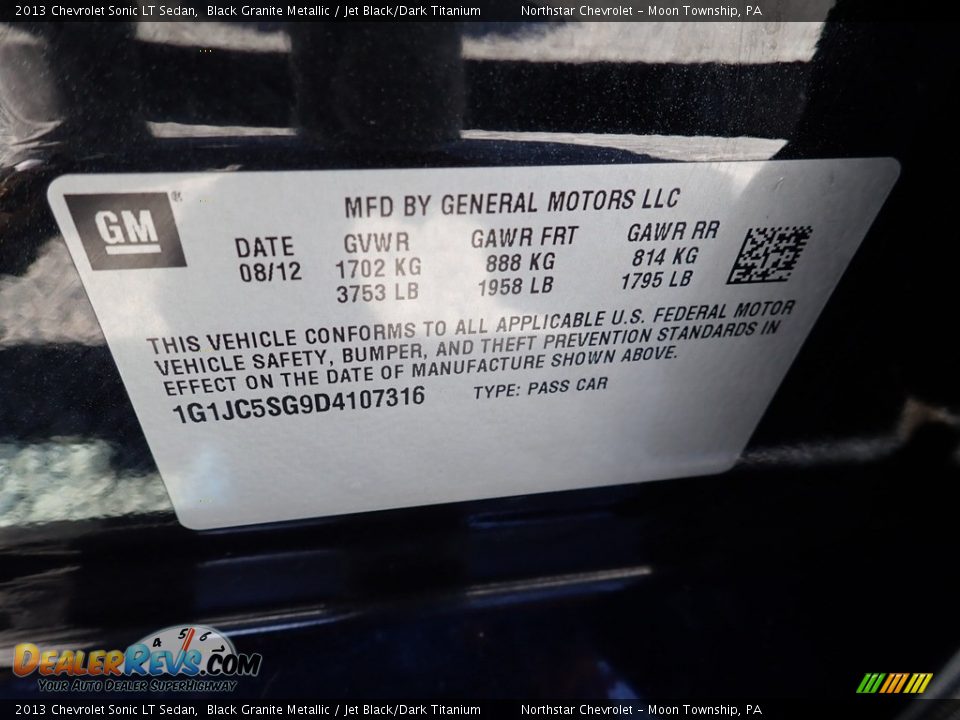 2013 Chevrolet Sonic LT Sedan, Black Granite Metallic / Jet Black/Dark Titanium Northstar Chevrolet – Moon Township, PA
GM®
MFD BY GENERAL MOTORS LLC
DATE GVWR GAWR FRT GAWR RR
08/12 1702 KG 888 KG 814 KG
3753 LB 1958 LB 1795 LB
THIS VEHICLE CONFORMS TO ALL APPLICABLE U.S. FEDERAL MOTOR
VEHICLE SAFETY, BUMPER, AND THEFT PREVENTION STANDARDS IN
EFFECT ON THE DATE OF MANUFACTURE SHOWN ABOVE.
1G1JC5SG9D4107316 TYPE: PASS CAR
4 5 6 7
DEALERREVS.COM
Your Auto Dealer SuperHighway
2013 Chevrolet Sonic LT Sedan, Black Granite Metallic / Jet Black/Dark Titanium Northstar Chevrolet – Moon Township, PA